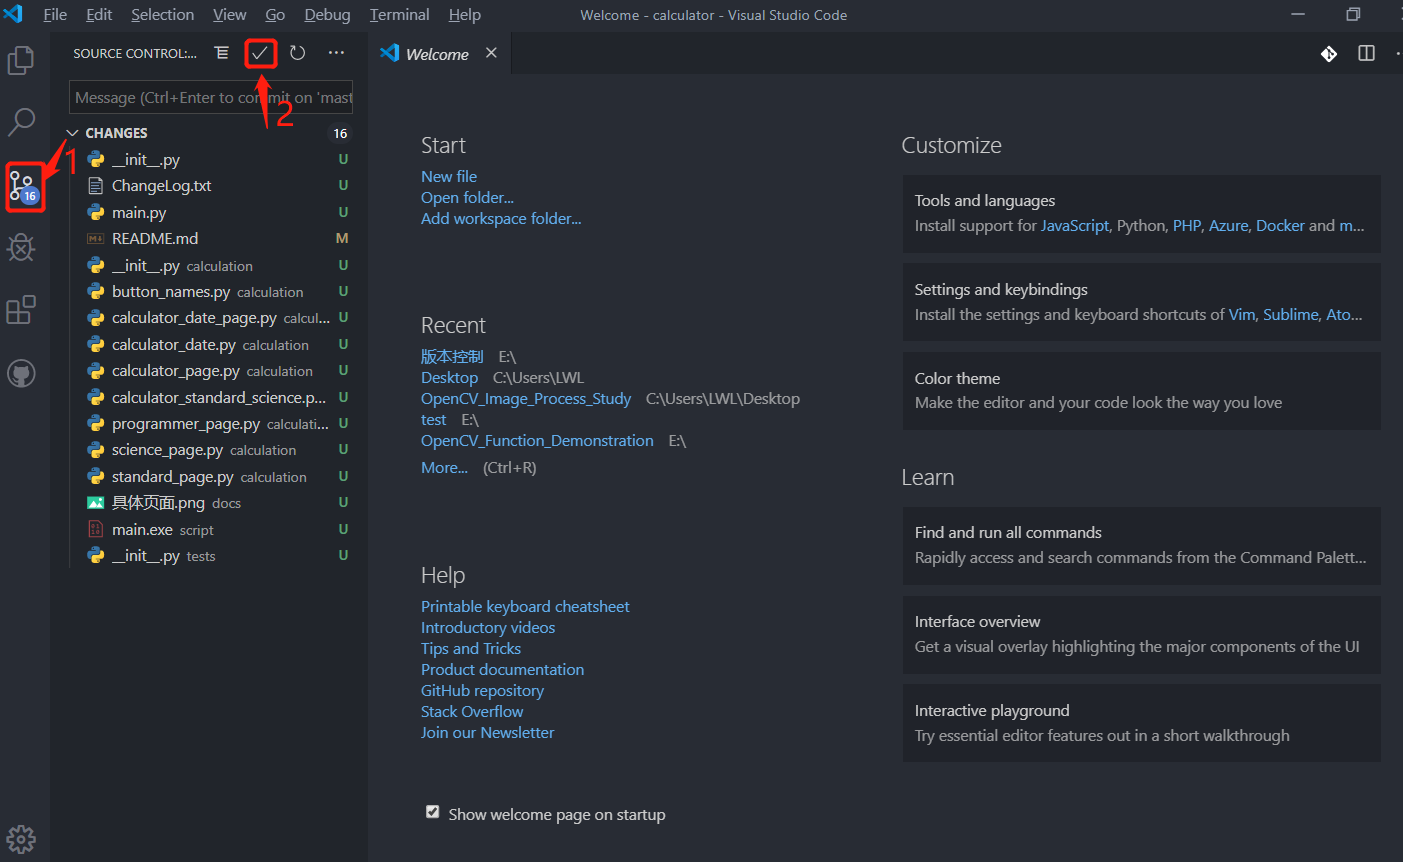 File Edit Selection View Go Debug Terminal Help
Welcome - calculator - Visual Studio Code
SOURCE CONTROL:...
Message (Ctrl+Enter to commit on 'mast
2
CHANGES 16
1
16
__init__.py U
ChangeLog.txt U
main.py U
README.md M
__init__.py calculation U
button_names.py calculation U
calculator_date_page.py calcul... U
calculator_date.py calculation U
calculator_page.py calculation U
calculator_standard_science.p... U
programmer_page.py calculati... U
science_page.py calculation U
standard_page.py calculation U
具体页面.png docs U
main.exe script U
__init__.py tests U
Welcome
Start
New file
Open folder...
Add workspace folder...
Recent
版本控制 E:\
Desktop C:\Users\LWL
OpenCV_Image_Process_Study C:\Users\LWL\Desktop
test E:\
OpenCV_Function_Demonstration E:\
More... (Ctrl+R)
Help
Printable keyboard cheatsheet
Introductory videos
Tips and Tricks
Product documentation
GitHub repository
Stack Overflow
Join our Newsletter
Show welcome page on startup
Customize
Tools and languages
Install support for JavaScript, Python, PHP, Azure, Docker and m...
Settings and keybindings
Install the settings and keyboard shortcuts of Vim, Sublime, Ato...
Color theme
Make the editor and your code look the way you love
Learn
Find and run all commands
Rapidly access and search commands from the Command Palett...
Interface overview
Get a visual overlay highlighting the major components of the UI
Interactive playground
Try essential editor features out in a short walkthrough